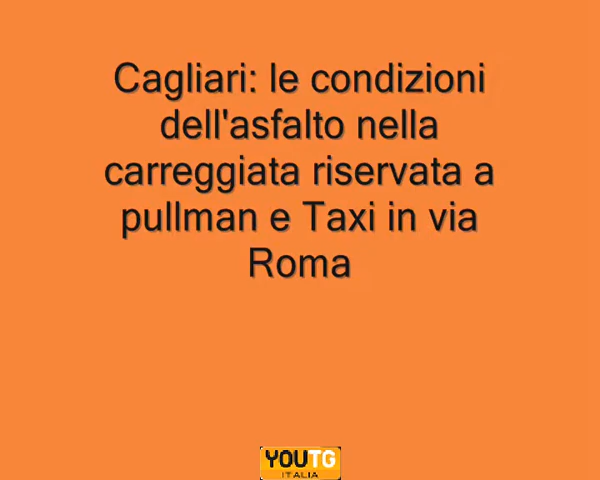 Cagliari: le condizioni
dell'asfalto nella
carreggiata riservata a
pullman e Taxi in via
Roma
YOUTG
ITALIA